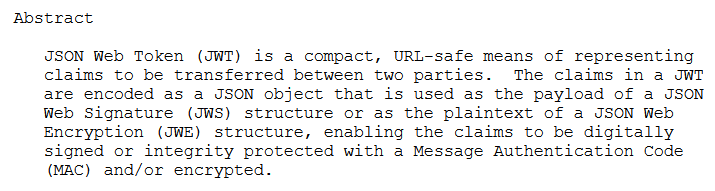 Abstract
JSON Web Token (JWT) is a compact, URL-safe means of representing
claims to be transferred between two parties.  The claims in a JWT
are encoded as a JSON object that is used as the payload of a JSON
Web Signature (JWS) structure or as the plaintext of a JSON Web
Encryption (JWE) structure, enabling the claims to be digitally
signed or integrity protected with a Message Authentication Code
(MAC) and/or encrypted.